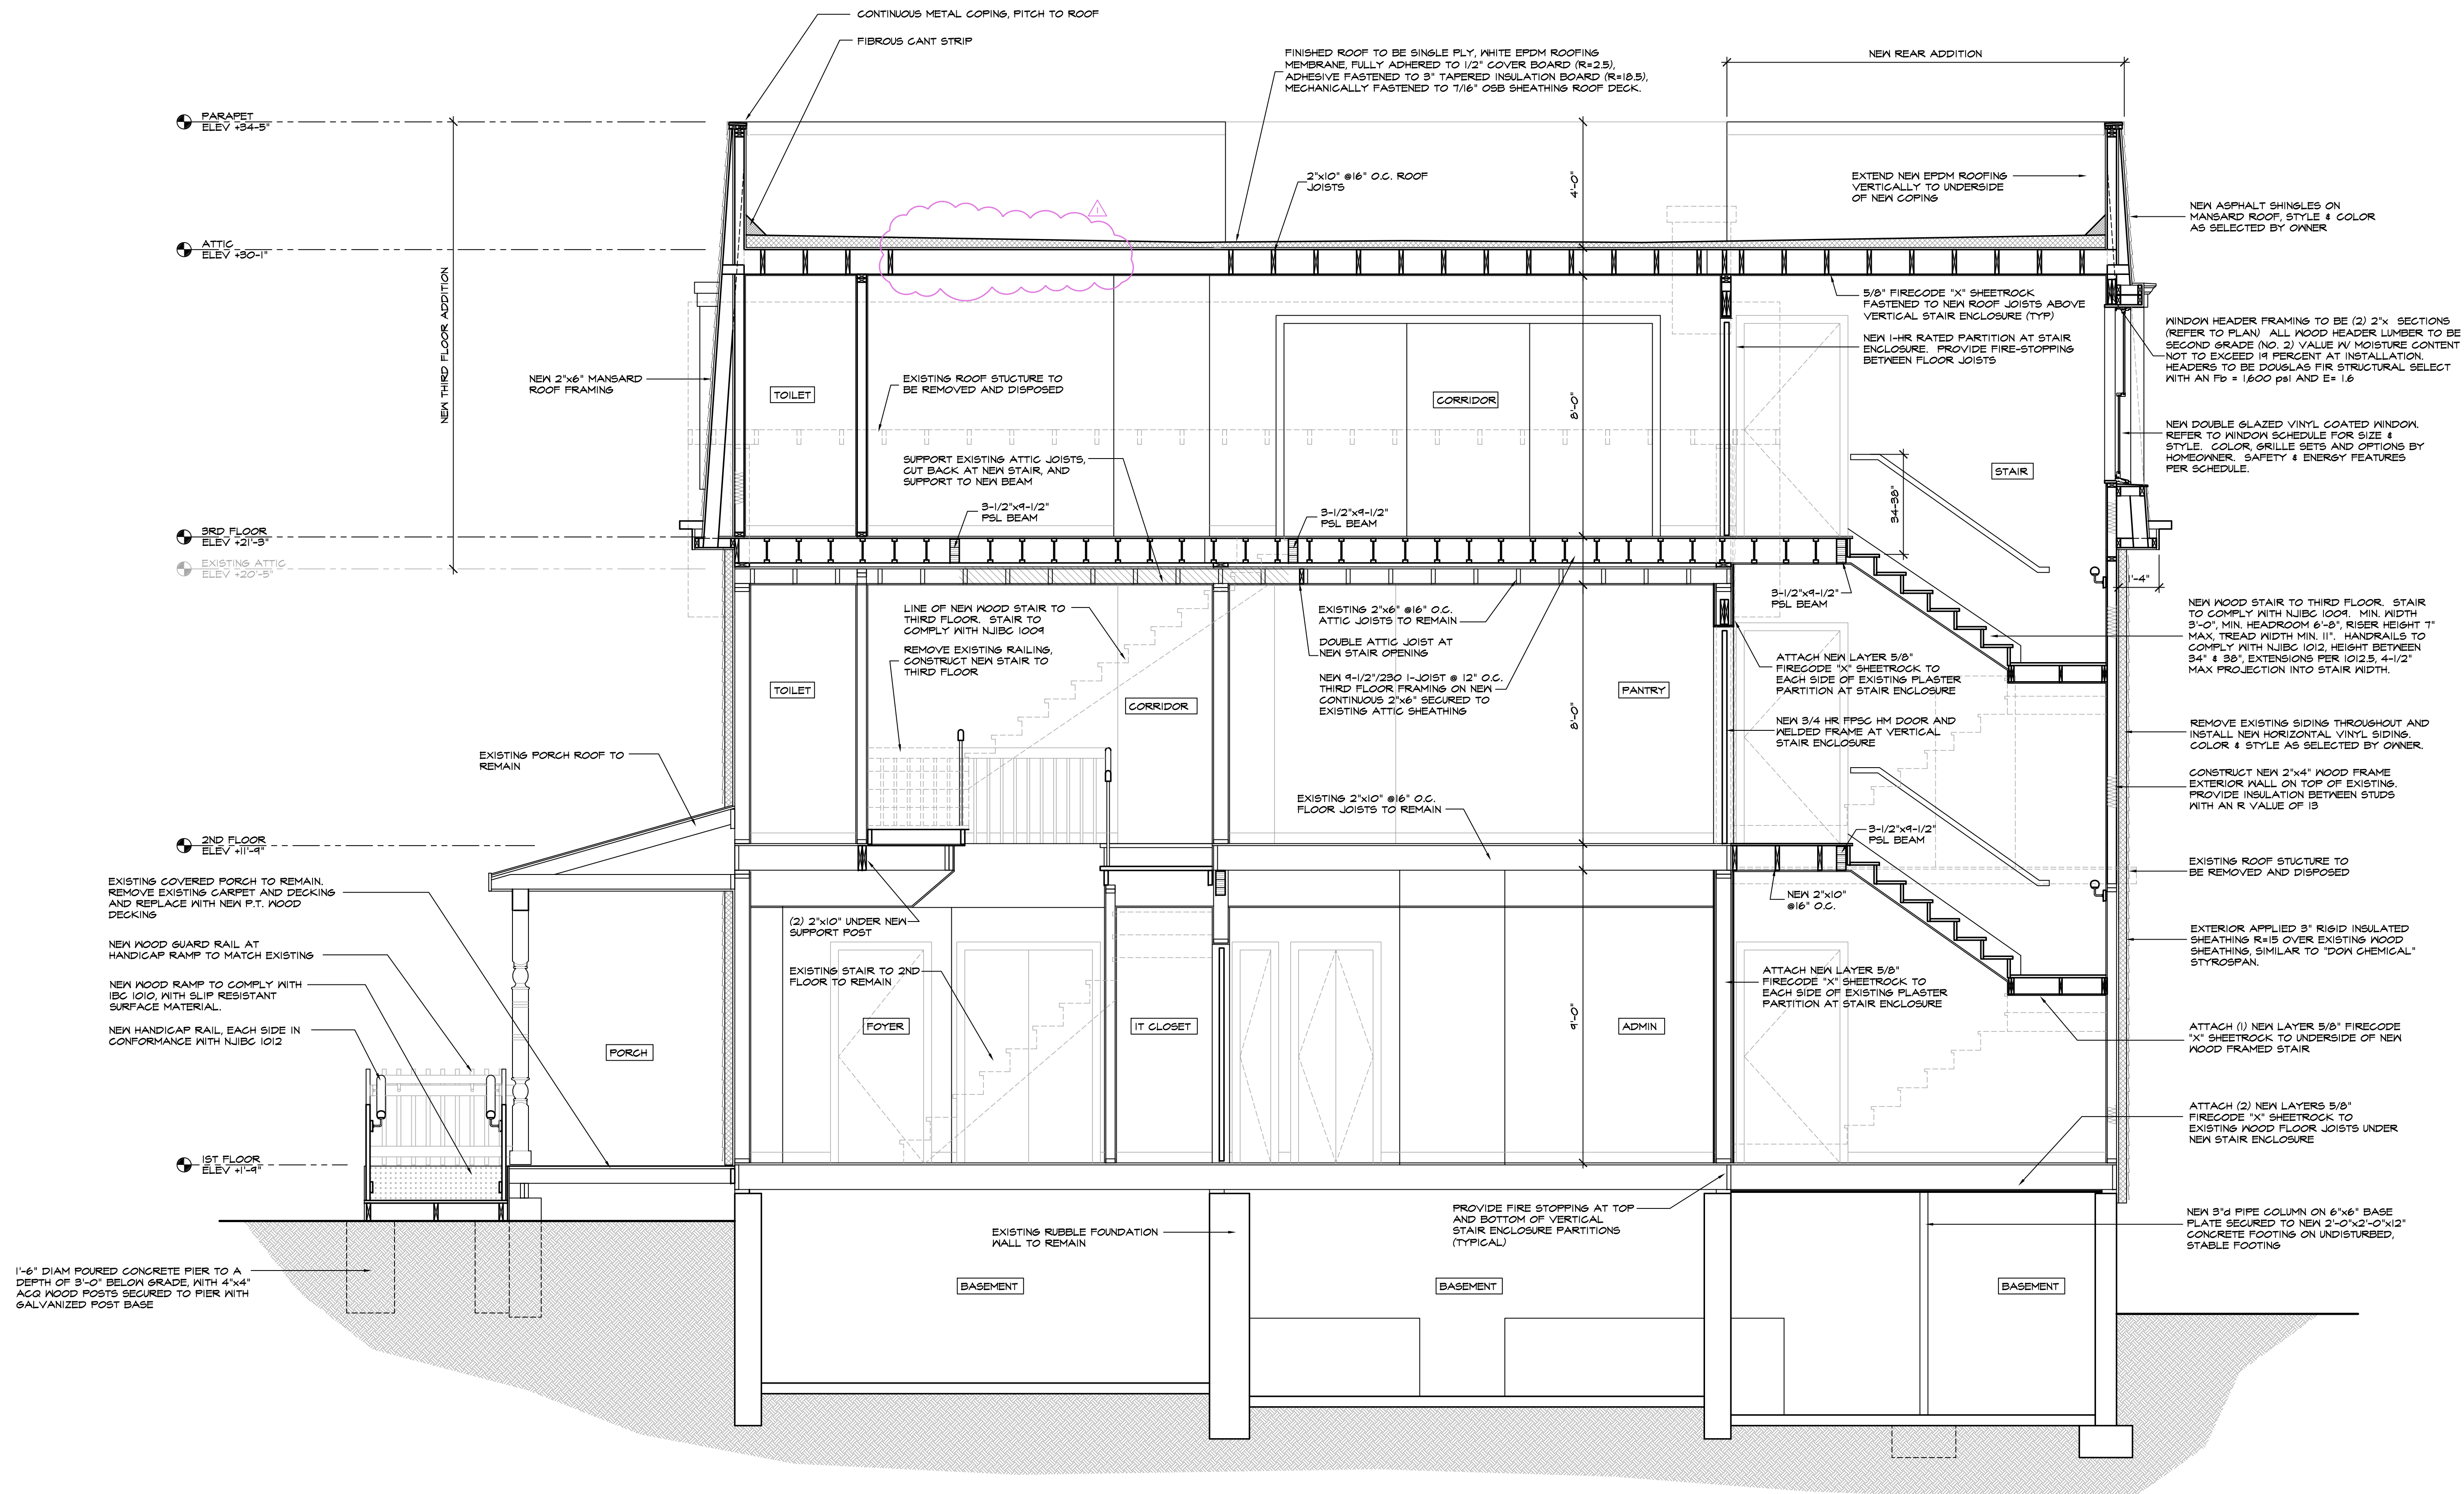 CONTINUOUS METAL COPING, PITCH TO ROOF
FIBROUS CANT STRIP
FINISHED ROOF TO BE SINGLE PLY, WHITE EPDM ROOFING
MEMBRANE, FULLY ADHERED TO 1/2" COVER BOARD (R=2.5),
ADHESIVE FASTENED TO 3" TAPERED INSULATION BOARD (R=18.5),
MECHANICALLY FASTENED TO 7/16" OSB SHEATHING ROOF DECK.
NEW REAR ADDITION
PARAPET
ELEV +34-5"
4'-0"
2"x10" @16" O.C. ROOF
JOISTS
EXTEND NEW EPDM ROOFING
VERTICALLY TO UNDERSIDE
OF NEW COPING
NEW ASPHALT SHINGLES ON
MANSARD ROOF, STYLE & COLOR
AS SELECTED BY OWNER
1
ATTIC
ELEV +30-1"
NEW THIRD FLOOR ADDITION
5/8" FIRECODE "X" SHEETROCK
FASTENED TO NEW ROOF JOISTS ABOVE
VERTICAL STAIR ENCLOSURE (TYP)
NEW 1-HR RATED PARTITION AT STAIR
ENCLOSURE. PROVIDE FIRE-STOPPING
BETWEEN FLOOR JOISTS
WINDOW HEADER FRAMING TO BE (2) 2"x SECTIONS
(REFER TO PLAN) ALL WOOD HEADER LUMBER TO BE
SECOND GRADE (NO. 2) VALUE W/ MOISTURE CONTENT
NOT TO EXCEED 19 PERCENT AT INSTALLATION.
HEADERS TO BE DOUGLAS FIR STRUCTURAL SELECT
WITH AN Fb = 1,600 psi AND E= 1.6
NEW 2"x6" MANSARD
ROOF FRAMING
TOILET
EXISTING ROOF STUCTURE TO
BE REMOVED AND DISPOSED
CORRIDOR
8'-0"
NEW DOUBLE GLAZED VINYL COATED WINDOW.
REFER TO WINDOW SCHEDULE FOR SIZE &
STYLE. COLOR, GRILLE SETS AND OPTIONS BY
HOMEOWNER. SAFETY & ENERGY FEATURES
PER SCHEDULE.
SUPPORT EXISTING ATTIC JOISTS,
CUT BACK AT NEW STAIR, AND
SUPPORT TO NEW BEAM
STAIR
34-38"
3-1/2"x9-1/2"
PSL BEAM
3-1/2"x9-1/2"
PSL BEAM
3RD FLOOR
ELEV +21'-3"
EXISTING ATTIC
ELEV +20'-5"
1'-4"
3-1/2"x9-1/2"
PSL BEAM
LINE OF NEW WOOD STAIR TO
THIRD FLOOR. STAIR TO
COMPLY WITH NJIBC 1009
REMOVE EXISTING RAILING,
CONSTRUCT NEW STAIR TO
THIRD FLOOR
EXISTING 2"x6" @16" O.C.
ATTIC JOISTS TO REMAIN
DOUBLE ATTIC JOIST AT
NEW STAIR OPENING
NEW 9-1/2"/230 I-JOIST @ 12" O.C.
THIRD FLOOR FRAMING ON NEW
CONTINUOUS 2"x6" SECURED TO
EXISTING ATTIC SHEATHING
NEW WOOD STAIR TO THIRD FLOOR. STAIR
TO COMPLY WITH NJIBC 1009. MIN. WIDTH
3'-0", MIN. HEADROOM 6'-8", RISER HEIGHT 7"
MAX, TREAD WIDTH MIN. 11". HANDRAILS TO
COMPLY WITH NJIBC 1012, HEIGHT BETWEEN
34" & 38", EXTENSIONS PER 1012.5, 4-1/2"
MAX PROJECTION INTO STAIR WIDTH.
ATTACH NEW LAYER 5/8"
FIRECODE "X" SHEETROCK TO
EACH SIDE OF EXISTING PLASTER
PARTITION AT STAIR ENCLOSURE
TOILET
CORRIDOR
PANTRY
8'-0"
NEW 3/4 HR FPSC HM DOOR AND
WELDED FRAME AT VERTICAL
STAIR ENCLOSURE
REMOVE EXISTING SIDING THROUGHOUT AND
INSTALL NEW HORIZONTAL VINYL SIDING.
COLOR & STYLE AS SELECTED BY OWNER.
EXISTING PORCH ROOF TO
REMAIN
CONSTRUCT NEW 2"x4" WOOD FRAME
EXTERIOR WALL ON TOP OF EXISTING.
PROVIDE INSULATION BETWEEN STUDS
WITH AN R VALUE OF 13
EXISTING 2"x10" @16" O.C.
FLOOR JOISTS TO REMAIN
3-1/2"x9-1/2"
PSL BEAM
2ND FLOOR
ELEV +11'-9"
EXISTING ROOF STUCTURE TO
BE REMOVED AND DISPOSED
EXISTING COVERED PORCH TO REMAIN.
REMOVE EXISTING CARPET AND DECKING
AND REPLACE WITH NEW P.T. WOOD
DECKING
NEW 2"x10"
@16" O.C.
(2) 2"x10" UNDER NEW
SUPPORT POST
EXTERIOR APPLIED 3" RIGID INSULATED
SHEATHING R=15 OVER EXISTING WOOD
SHEATHING, SIMILAR TO "DOW CHEMICAL"
STYROSPAN.
NEW WOOD GUARD RAIL AT
HANDICAP RAMP TO MATCH EXISTING
EXISTING STAIR TO 2ND
FLOOR TO REMAIN
ATTACH NEW LAYER 5/8"
FIRECODE "X" SHEETROCK TO
EACH SIDE OF EXISTING PLASTER
PARTITION AT STAIR ENCLOSURE
NEW WOOD RAMP TO COMPLY WITH
IBC 1010, WITH SLIP RESISTANT
SURFACE MATERIAL.
NEW HANDICAP RAIL, EACH SIDE IN
CONFORMANCE WITH NJIBC 1012
PORCH
FOYER
IT CLOSET
9'-0"
ADMIN
ATTACH (1) NEW LAYER 5/8" FIRECODE
"X" SHEETROCK TO UNDERSIDE OF NEW
WOOD FRAMED STAIR
ATTACH (2) NEW LAYERS 5/8"
FIRECODE "X" SHEETROCK TO
EXISTING WOOD FLOOR JOISTS UNDER
NEW STAIR ENCLOSURE
1ST FLOOR
ELEV +1'-9"
EXISTING RUBBLE FOUNDATION
WALL TO REMAIN
PROVIDE FIRE STOPPING AT TOP
AND BOTTOM OF VERTICAL
STAIR ENCLOSURE PARTITIONS
(TYPICAL)
NEW 3"d PIPE COLUMN ON 6"x6" BASE
PLATE SECURED TO NEW 2'-0"x2'-0"x12"
CONCRETE FOOTING ON UNDISTURBED,
STABLE FOOTING
1'-6" DIAM POURED CONCRETE PIER TO A
DEPTH OF 3'-0" BELOW GRADE, WITH 4"x4"
ACQ WOOD POSTS SECURED TO PIER WITH
GALVANIZED POST BASE
BASEMENT
BASEMENT
BASEMENT